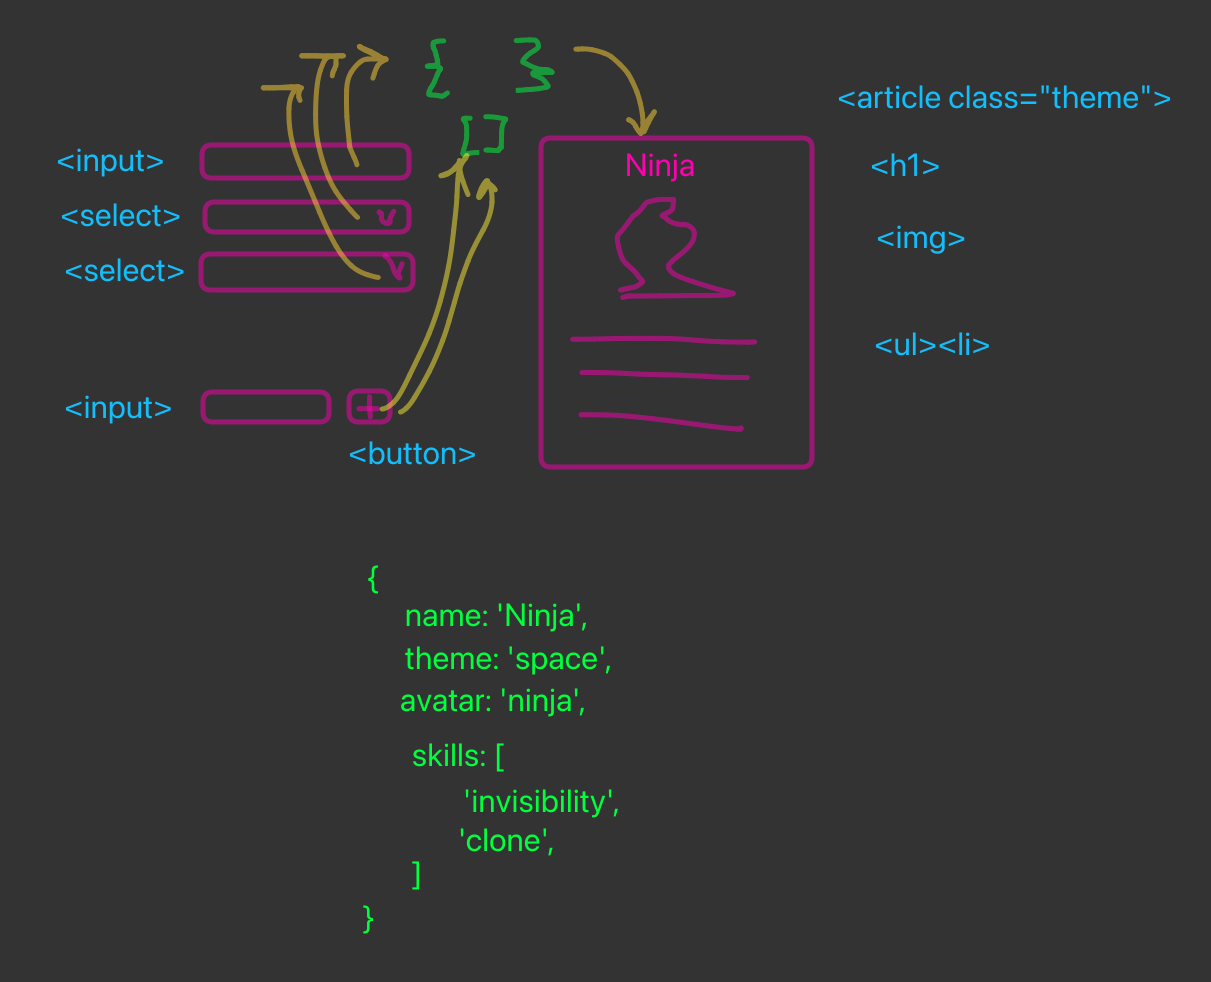 { }
[ ]
<article class="theme">
<input>
Ninja
<h1>
<select>
<img>
<select>
<ul><li>
<input>
+
<button>
{
name: 'Ninja',
theme: 'space',
avatar: 'ninja',
skills: [
'invisibility',
'clone',
]
}